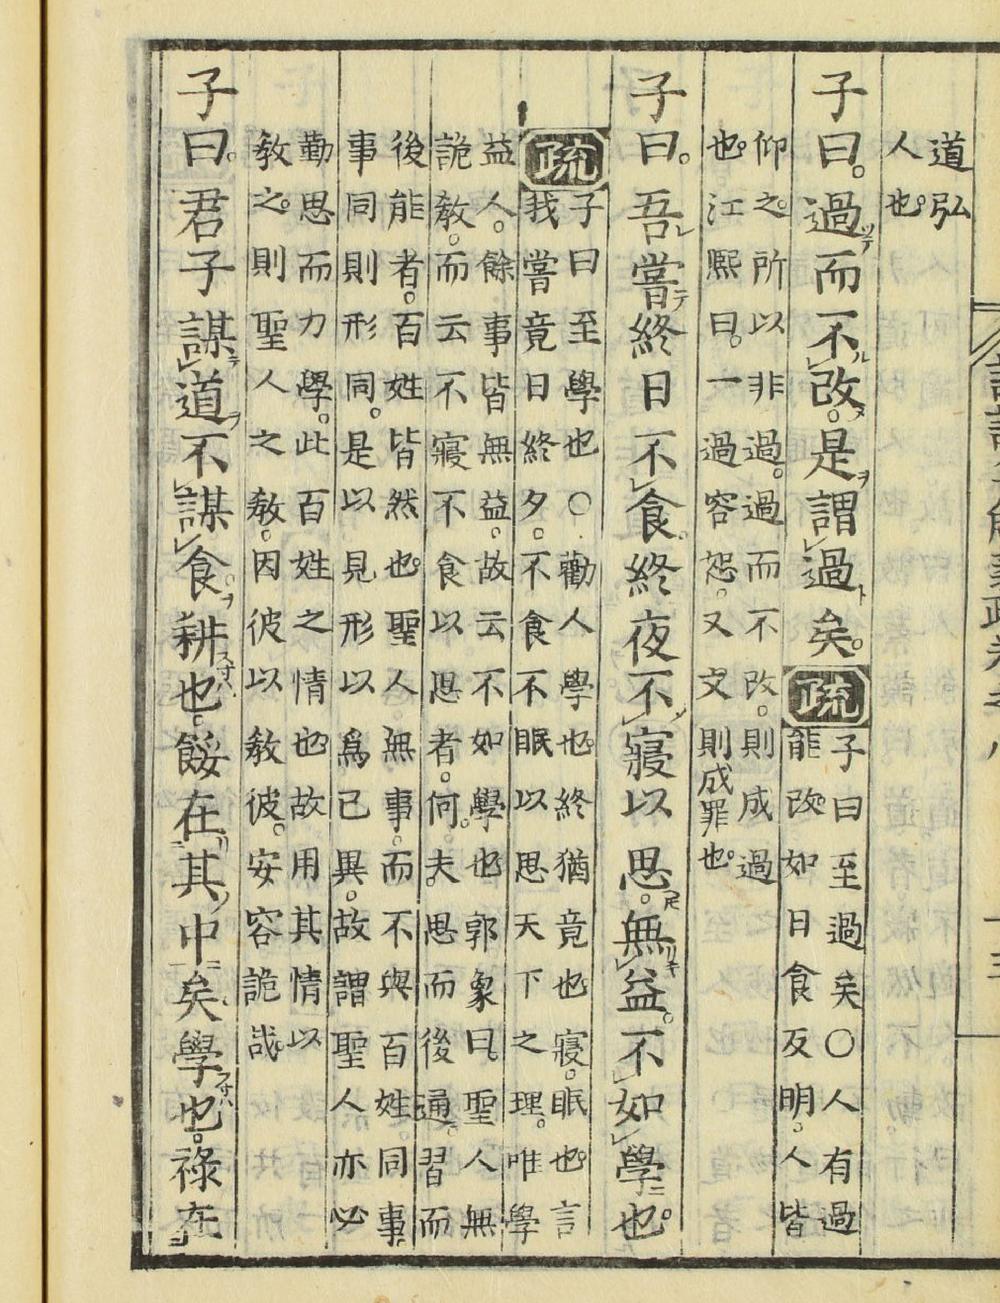 道弘
人也
子曰過而不改是謂過矣疏
子曰至過矣○人有過
能改如日食反明人皆
仰之所以非過過而不改則成過
也江熙曰一過容恕又文則成罪也
子曰吾嘗終日不食終夜不寢以思無益不如學也
疏
子曰至學也○勸人學也終猶竟也寢眠也言
我嘗竟日終夕不食不眠以思天下之理唯學
益人餘事皆無益故云不如學也郭象曰聖人無
詭教而云不寢不食以思者何夫思而後通習而
後能者百姓皆然也聖人無事而不與百姓同事
事同則形同是以見形以爲已異故謂聖人亦必
勤思而力學此百姓之情也故用其情以
教之則聖人之教因彼以教彼安容詭哉
子曰君子謀道不謀食耕也餒在其中矣學也祿在